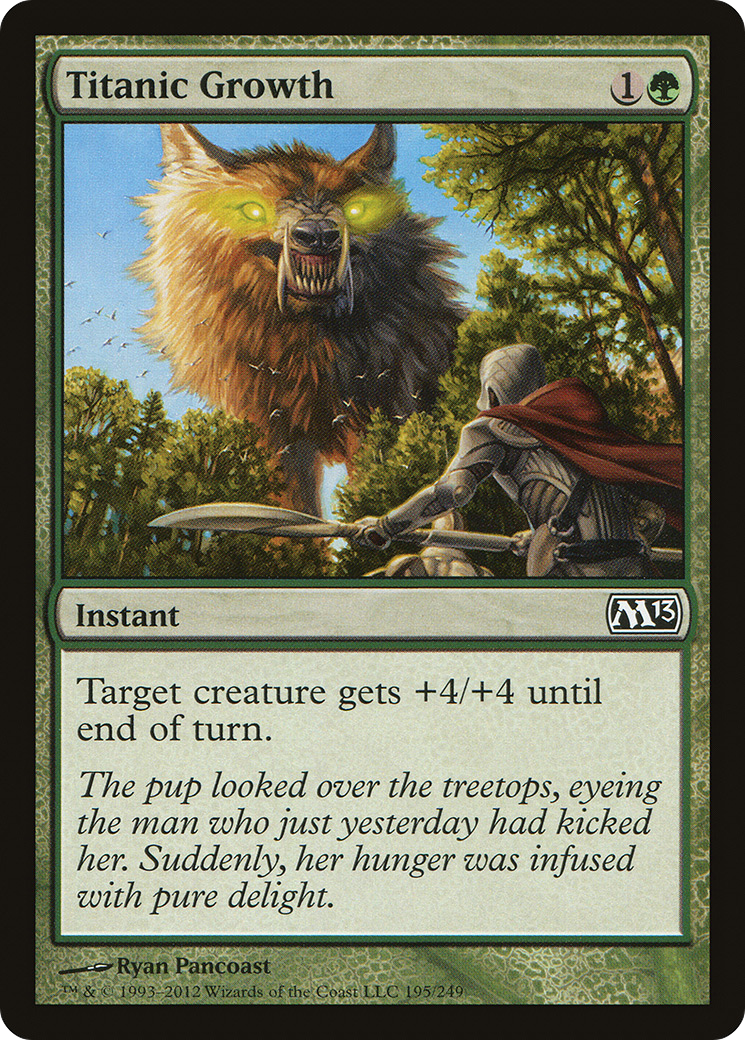 Titanic Growth 1
Instant M13
Target creature gets +4/+4 until
end of turn.
The pup looked over the treetops, eyeing
the man who just yesterday had kicked
her. Suddenly, her hunger was infused
with pure delight.
Ryan Pancoast
™ & © 1993–2012 Wizards of the Coast LLC 195/249